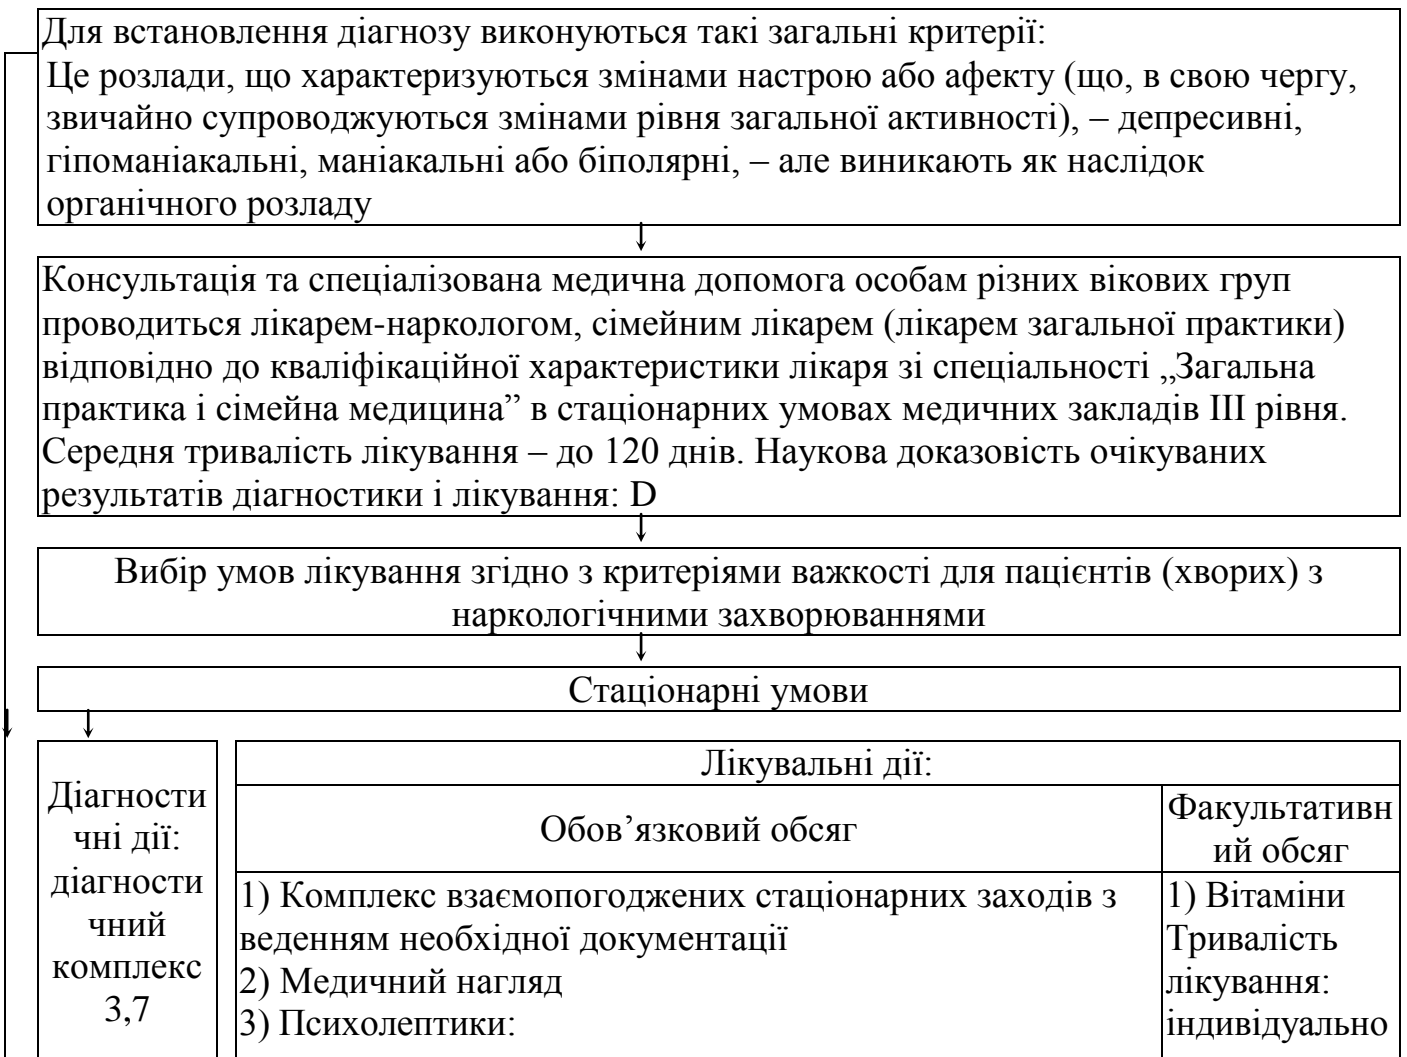 Для встановлення діагнозу виконуються такі загальні критерії:
Це розлади, що характеризуються змінами настрою або афекту (що, в свою чергу,
звичайно супроводжуються змінами рівня загальної активності), – депресивні,
гіпоманіакальні, маніакальні або біполярні, – але виникають як наслідок
органічного розладу
Консультація та спеціалізована медична допомога особам різних вікових груп
проводиться лікарем-наркологом, сімейним лікарем (лікарем загальної практики)
відповідно до кваліфікаційної характеристики лікаря зі спеціальності „Загальна
практика і сімейна медицина” в стаціонарних умовах медичних закладів III рівня.
Середня тривалість лікування – до 120 днів. Наукова доказовість очікуваних
результатів діагностики і лікування: D
Вибір умов лікування згідно з критеріями важкості для пацієнтів (хворих) з
наркологічними захворюваннями
Стаціонарні умови
Діагности
чні дії:
діагности
чний
комплекс
3,7
Лікувальні дії:
Обов’язковий обсяг
Факультативн
ий обсяг
1) Комплекс взаємопогоджених стаціонарних заходів з
веденням необхідної документації
2) Медичний нагляд
3) Психолептики:
1) Вітаміни
Тривалість
лікування:
індивідуально